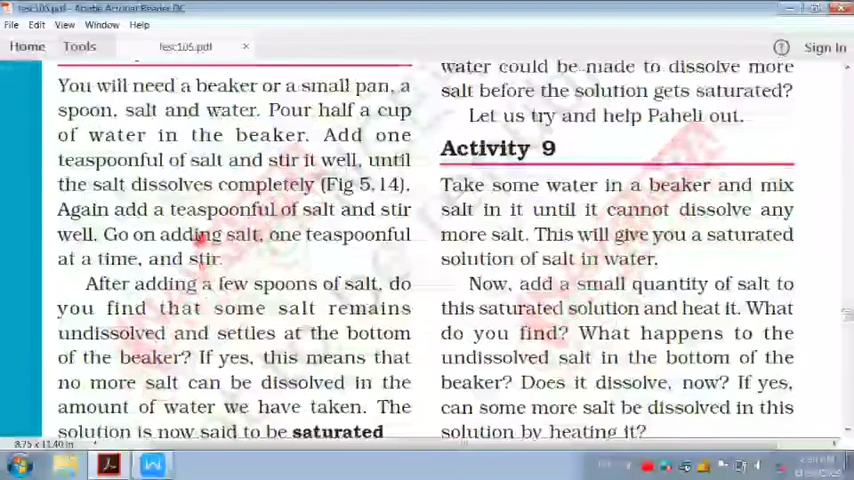 fesc105.pdf - Adobe Acrobat Reader DC
File Edit View Window Help
Home Tools fesc105.pdf × Sign In
You will need a beaker or a small pan, a
spoon, salt and water. Pour half a cup
of water in the beaker. Add one
teaspoonful of salt and stir it well, until
the salt dissolves completely (Fig 5.14).
Again add a teaspoonful of salt and stir
well. Go on adding salt, one teaspoonful
at a time, and stir.
After adding a few spoons of salt, do
you find that some salt remains
undissolved and settles at the bottom
of the beaker? If yes, this means that
no more salt can be dissolved in the
amount of water we have taken. The
solution is now said to be saturated
water could be made to dissolve more
salt before the solution gets saturated?
Let us try and help Paheli out.
Activity 9
Take some water in a beaker and mix
salt in it until it cannot dissolve any
more salt. This will give you a saturated
solution of salt in water.
Now, add a small quantity of salt to
this saturated solution and heat it. What
do you find? What happens to the
undissolved salt in the bottom of the
beaker? Does it dissolve, now? If yes,
can some more salt be dissolved in this
solution by heating it?
8.75 x 11.40 in